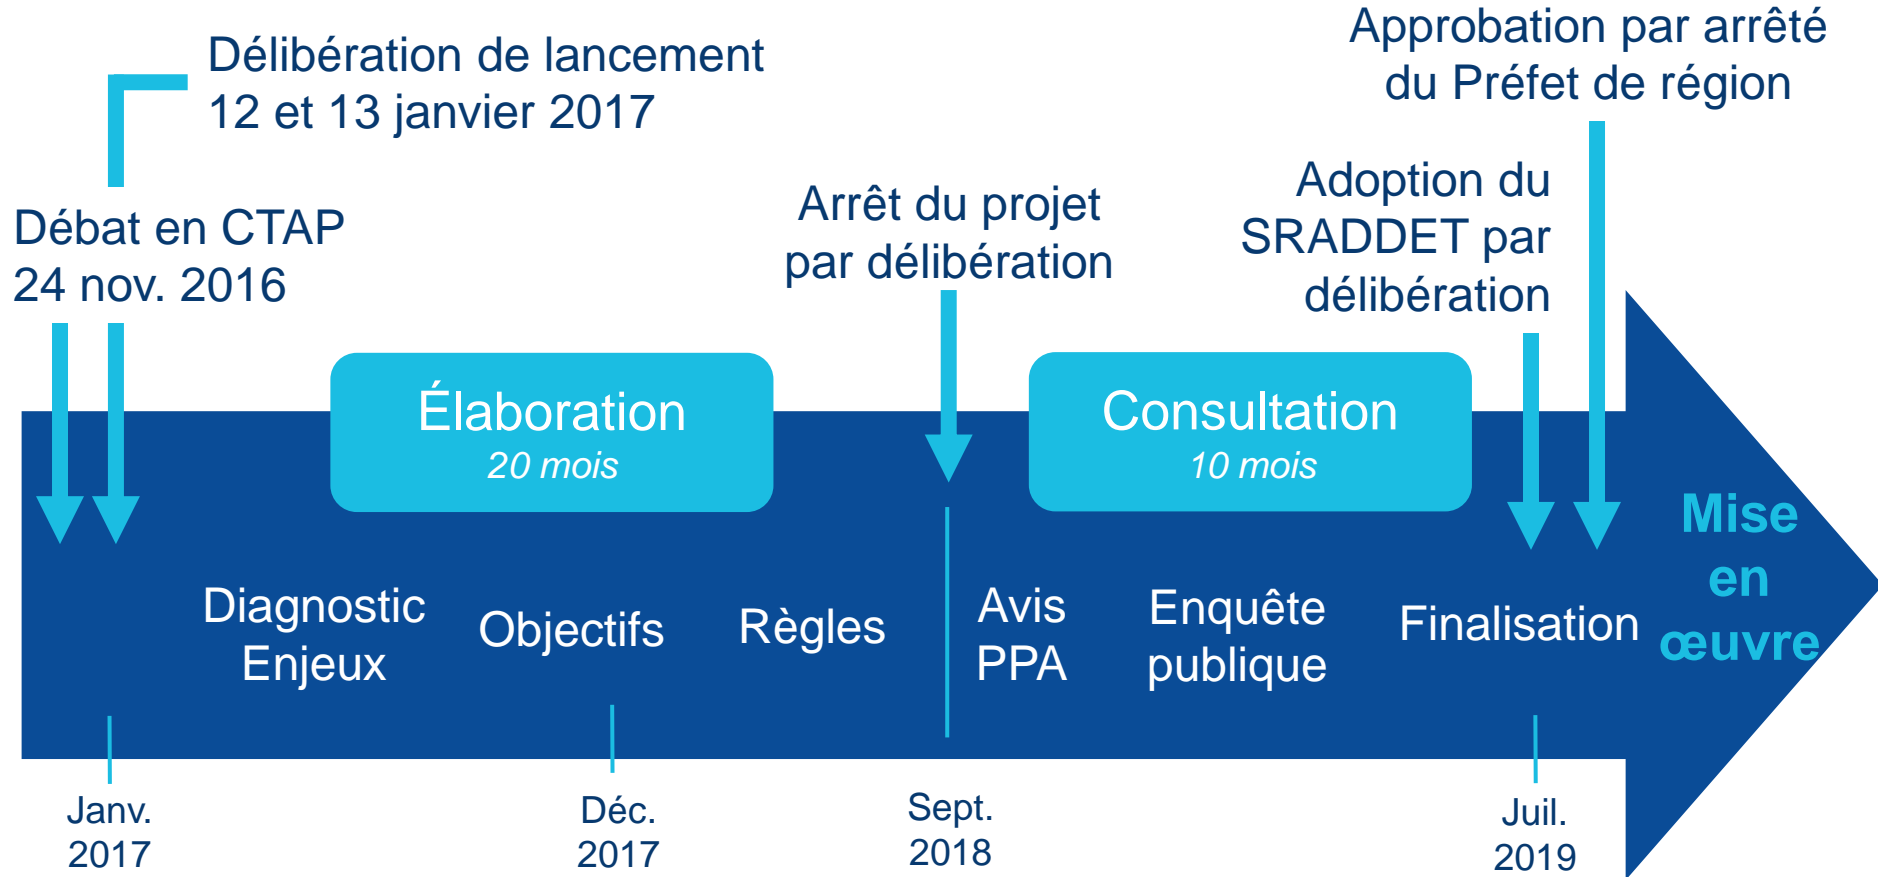 Délibération de lancement
12 et 13 janvier 2017
Approbation par arrêté
du Préfet de région
Débat en CTAP
24 nov. 2016
Arrêt du projet
par délibération
Adoption du
SRADDET par
délibération
Élaboration
20 mois
Consultation
10 mois
Diagnostic
Enjeux
Objectifs
Règles
Avis
PPA
Enquête
publique
Finalisation
Mise
en
œuvre
Janv.
2017
Déc.
2017
Sept.
2018
Juil.
2019